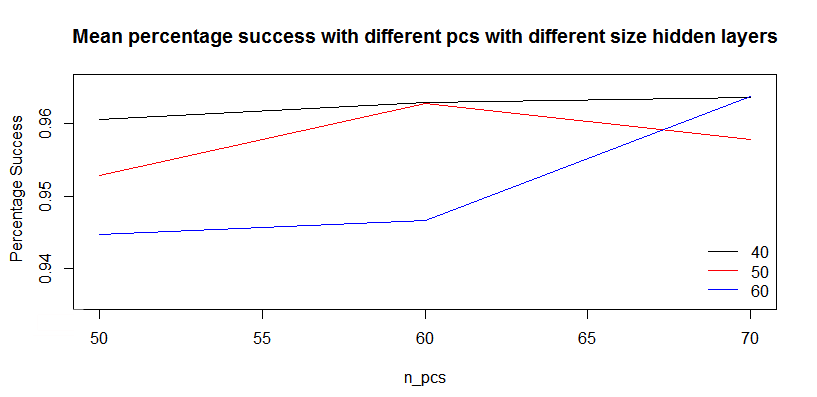 Mean percentage success with different pcs with different size hidden layers
Percentage Success
0.96
0.95
0.94
40
50
60
50 55 60 65 70
n_pcs